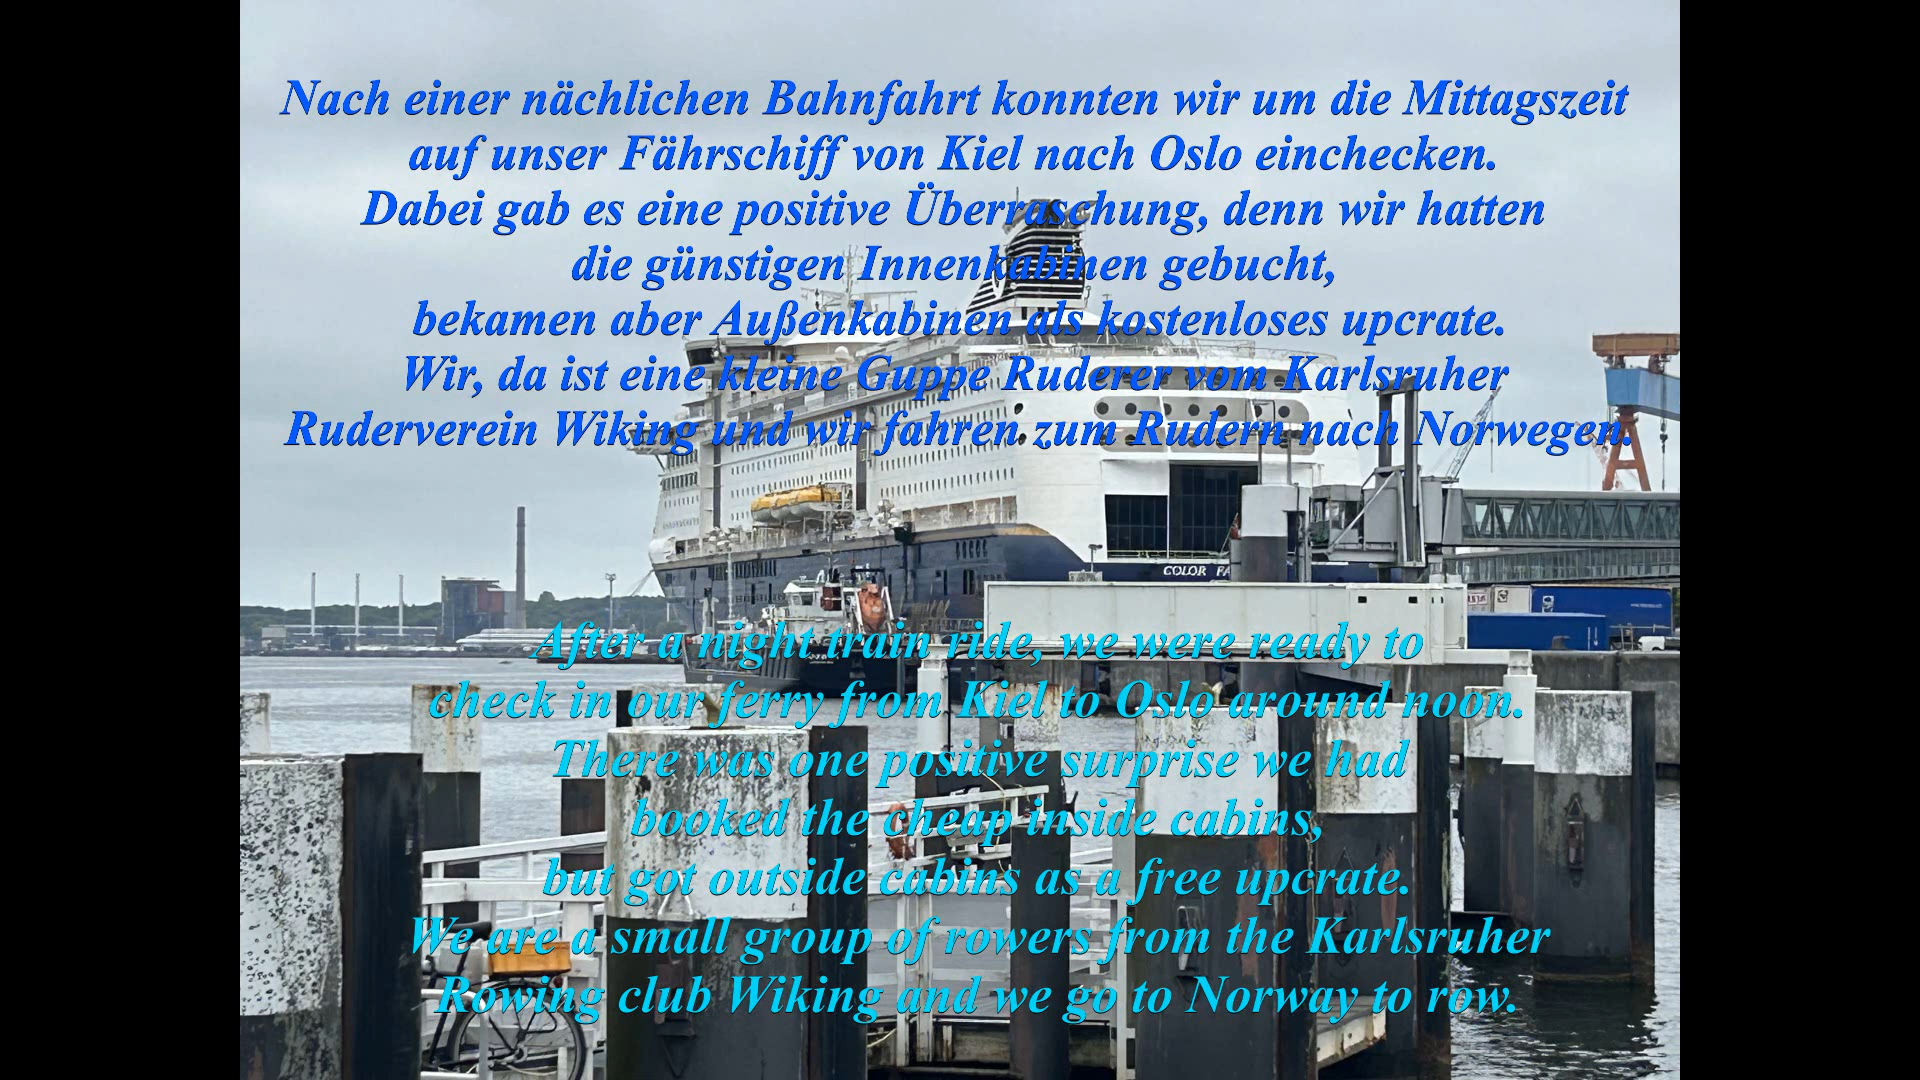 Nach einer nächlichen Bahnfahrt konnten wir um die Mittagszeit
auf unser Fährschiff von Kiel nach Oslo einchecken.
Dabei gab es eine positive Überraschung, denn wir hatten
die günstigen Innenkabinen gebucht,
bekamen aber Außenkabinen als kostenloses upcrate.
Wir, da ist eine kleine Guppe Ruderer vom Karlsruher
Ruderverein Wiking und wir fahren zum Rudern nach Norwegen.
COLOR FA
After a night train ride, we were ready to
check in our ferry from Kiel to Oslo around noon.
There was one positive surprise we had
booked the cheap inside cabins,
but got outside cabins as a free upcrate.
We are a small group of rowers from the Karlsruher
Rowing club Wiking and we go to Norway to row.